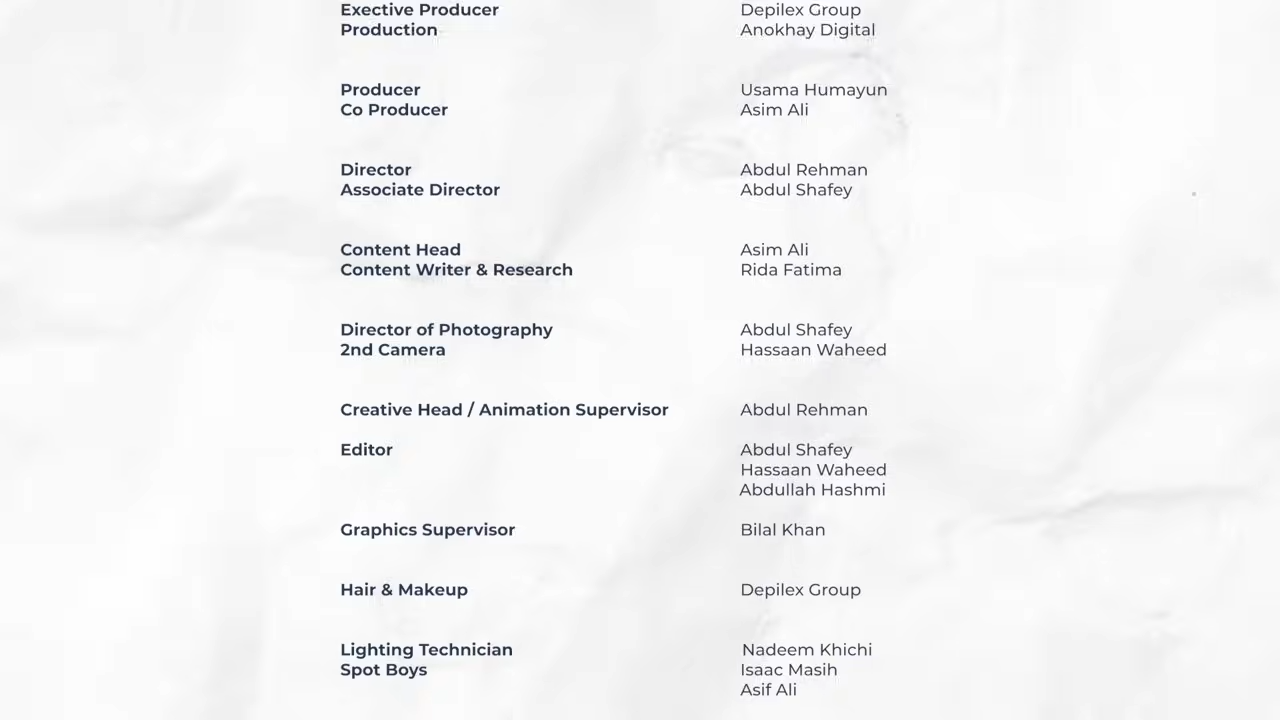 Exective Producer Depilex Group
Production Anokhay Digital
Producer Usama Humayun
Co Producer Asim Ali
Director Abdul Rehman
Associate Director Abdul Shafey
Content Head Asim Ali
Content Writer & Research Rida Fatima
Director of Photography Abdul Shafey
2nd Camera Hassaan Waheed
Creative Head / Animation Supervisor Abdul Rehman
Editor Abdul Shafey
Hassaan Waheed
Abdullah Hashmi
Graphics Supervisor Bilal Khan
Hair & Makeup Depilex Group
Lighting Technician Nadeem Khichi
Spot Boys Isaac Masih
Asif Ali